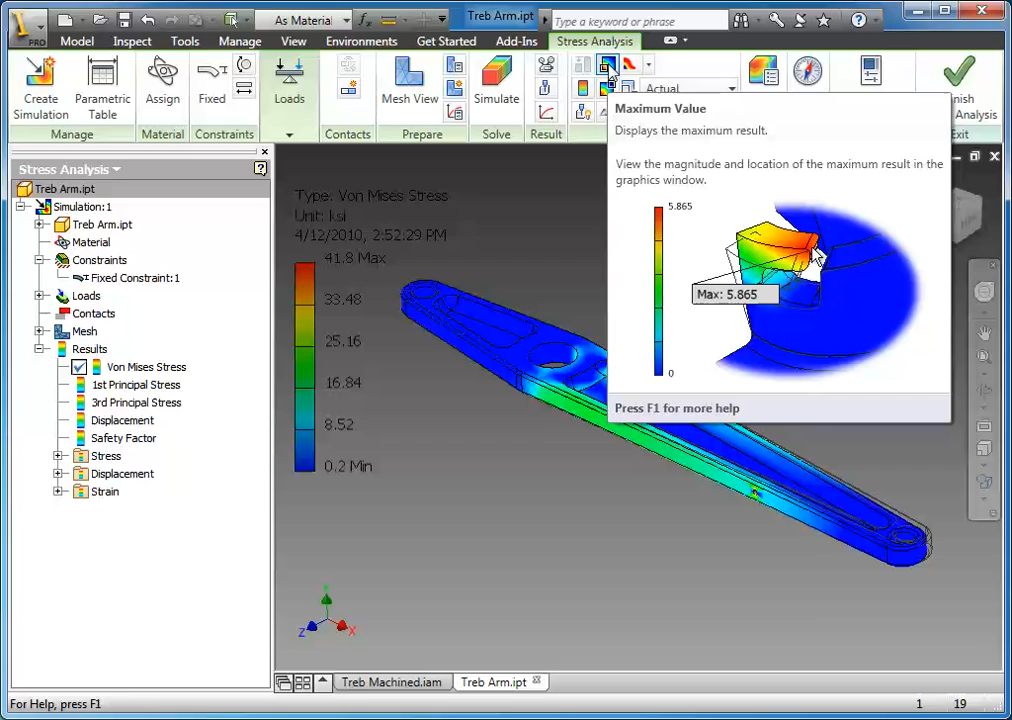 PRO
As Material
Treb Arm.ipt
Type a keyword or phrase
Model
Inspect
Tools
Manage
View
Environments
Get Started
Add-Ins
Stress Analysis
Create
Simulation
Parametric
Table
Assign
Fixed
Loads
Mesh View
Simulate
Actual
Analysis
Manage
Material
Constraints
Contacts
Prepare
Solve
Result
Maximum Value
Displays the maximum result.
View the magnitude and location of the maximum result in the
graphics window.
5.865
Max: 5.865
0
Press F1 for more help
Stress Analysis
Treb Arm.ipt
Simulation:1
Treb Arm.ipt
Material
Constraints
Fixed Constraint:1
Loads
Contacts
Mesh
Results
Von Mises Stress
1st Principal Stress
3rd Principal Stress
Displacement
Safety Factor
Stress
Displacement
Strain
Type: Von Mises Stress
Unit: ksi
4/12/2010, 2:52:29 PM
41.8 Max
33.48
25.16
16.84
8.52
0.2 Min
Y
Z
X
Treb Machined.iam
Treb Arm.ipt
For Help, press F1
1
19